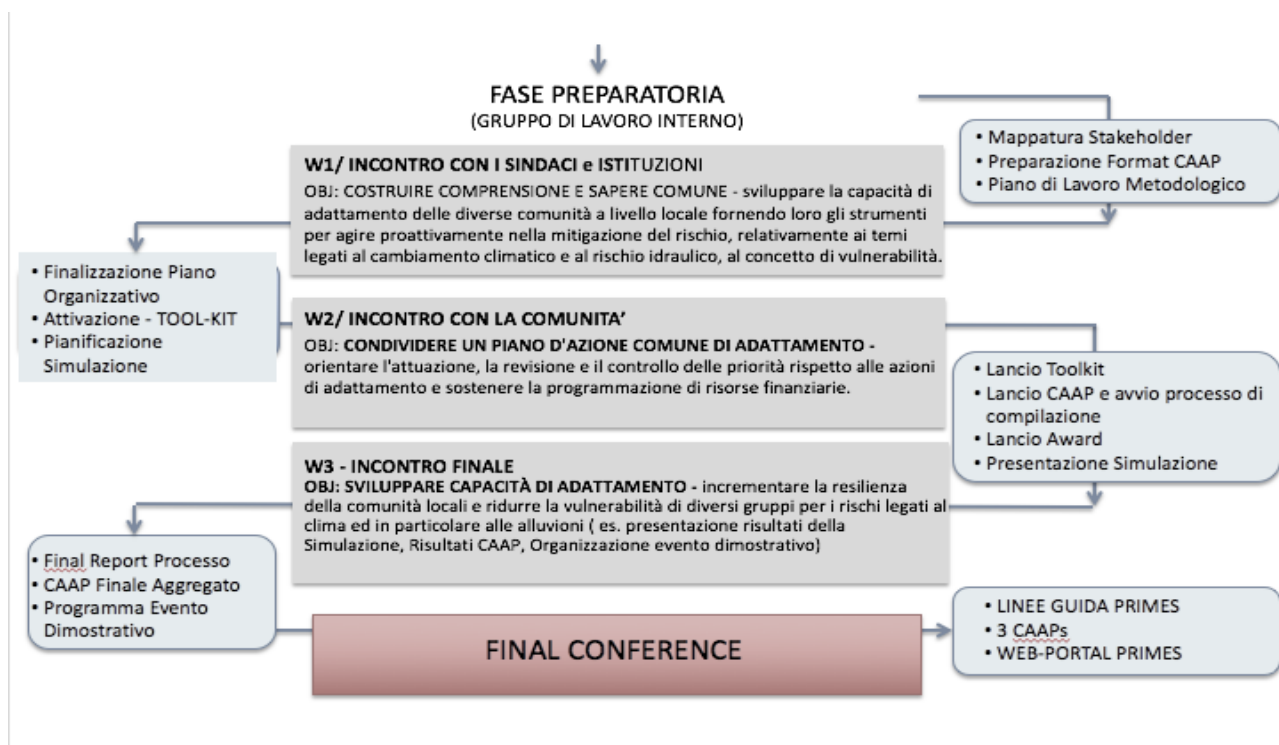 FASE PREPARATORIA
(GRUPPO DI LAVORO INTERNO)
• Mappatura Stakeholder
• Preparazione Format CAAP
• Piano di Lavoro Metodologico
W1/ INCONTRO CON I SINDACI e ISTITUZIONI
OBJ: COSTRUIRE COMPRENSIONE E SAPERE COMUNE - sviluppare la capacità di
adattamento delle diverse comunità a livello locale fornendo loro gli strumenti
per agire proattivamente nella mitigazione del rischio, relativamente ai temi
legati al cambiamento climatico e al rischio idraulico, al concetto di vulnerabilità.
• Finalizzazione Piano
Organizzativo
• Attivazione - TOOL-KIT
• Pianificazione
Simulazione
W2/ INCONTRO CON LA COMUNITA’
OBJ: CONDIVIDERE UN PIANO D'AZIONE COMUNE DI ADATTAMENTO -
orientare l'attuazione, la revisione e il controllo delle priorità rispetto alle azioni
di adattamento e sostenere la programmazione di risorse finanziarie.
• Lancio Toolkit
• Lancio CAAP e avvio processo di
compilazione
• Lancio Award
• Presentazione Simulazione
W3 - INCONTRO FINALE
OBJ: SVILUPPARE CAPACITÀ DI ADATTAMENTO - incrementare la resilienza
della comunità locali e ridurre la vulnerabilità di diversi gruppi per i rischi legati al
clima ed in particolare alle alluvioni ( es. presentazione risultati della
Simulazione, Risultati CAAP, Organizzazione evento dimostrativo)
• Final Report Processo
• CAAP Finale Aggregato
• Programma Evento
Dimostrativo
FINAL CONFERENCE
• LINEE GUIDA PRIMES
• 3 CAAPs
• WEB-PORTAL PRIMES